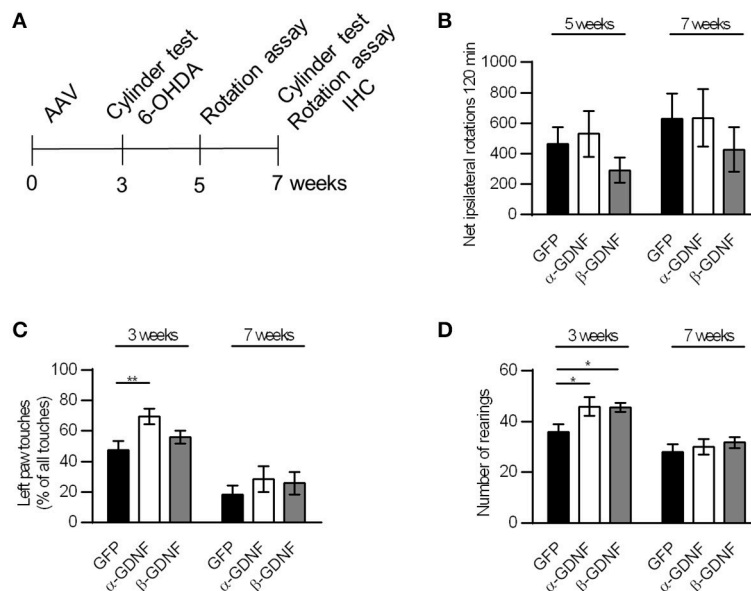 A
AAV
Cylinder test
6-OHDA
Rotation assay
Cylinder test
Rotation assay
IHC
0 3 5 7 weeks
B
5 weeks 7 weeks
Net ipsilateral rotations 120 min
1000
800
600
400
200
0
GFP α-GDNF β-GDNF GFP α-GDNF β-GDNF
C
3 weeks 7 weeks
Left paw touches
(% of all touches)
100
80
60
40
20
0
**
GFP α-GDNF β-GDNF GFP α-GDNF β-GDNF
D
3 weeks 7 weeks
Number of rearings
60
40
20
0
*
*
GFP α-GDNF β-GDNF GFP α-GDNF β-GDNF